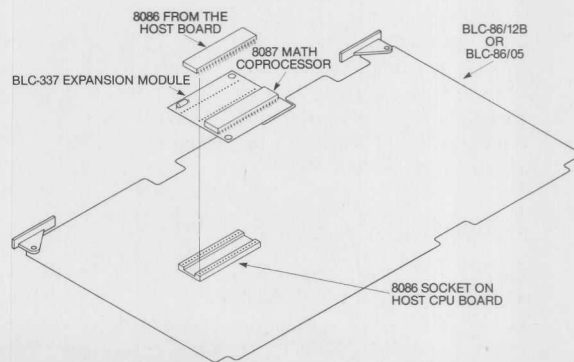 8086 FROM THE
HOST BOARD
8087 MATH
COPROCESSOR
BLC-337 EXPANSION MODULE
BLC-86/12B
OR
BLC-86/05
8086 SOCKET ON
HOST CPU BOARD